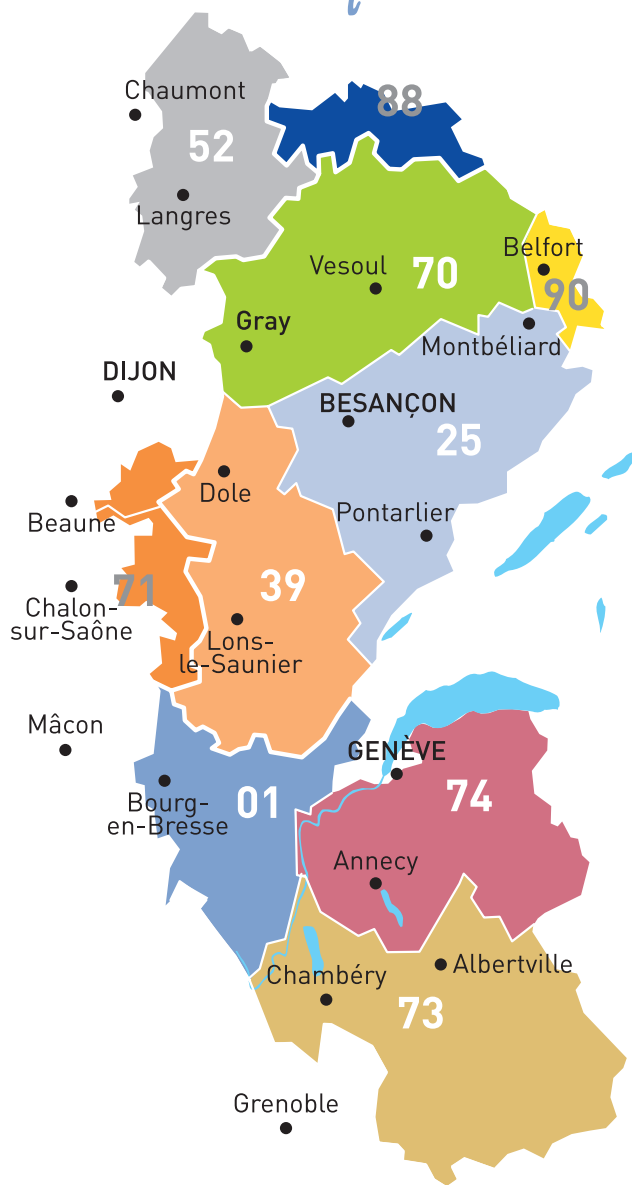 88
Chaumont
52
Langres
Belfort
Vesoul
70
90
Gray
Montbéliard
DIJON
BESANÇON
25
Dole
Beaune
Pontarlier
71
39
Chalon-
sur-Saône
Lons-
le-Saunier
Mâcon
GENÈVE
01
74
Bourg-
en-Bresse
Annecy
Albertville
Chambéry
73
Grenoble